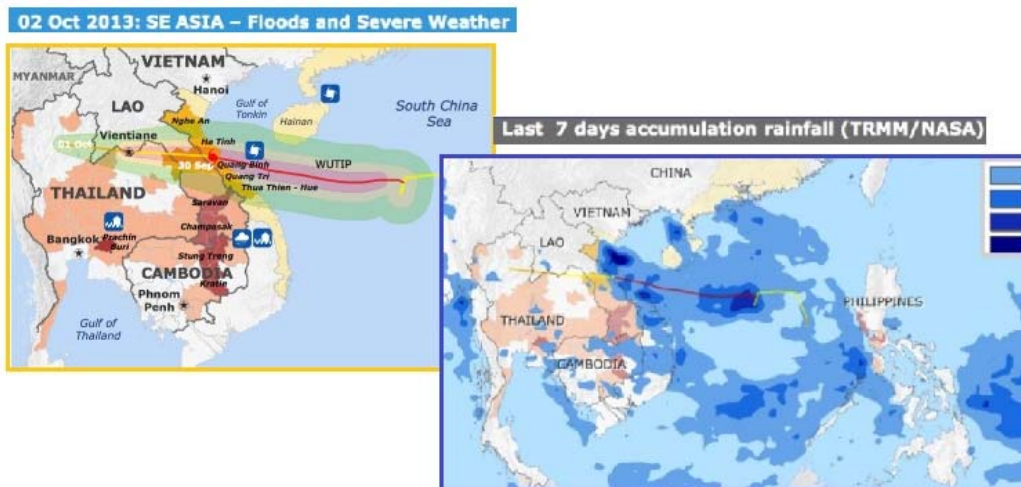 02 Oct 2013: SE ASIA – Floods and Severe Weather
VIETNAM
MYANMAR
Hanoi
LAO
Gulf of
Tonkin
Hainan
South China
Sea
Nghe An
Vientiane
Ha Tinh
01 Oct
30 Sep
Quang Binh
WUTIP
Quang Tri
Thua Thien - Hue
THAILAND
Saravan
Champasak
Bangkok
Prachin
Buri
Stung Treng
CAMBODIA
Kratie
Phnom
Penh
Gulf of
Thailand
Last 7 days accumulation rainfall (TRMM/NASA)
CHINA
VIETNAM
LAO
PHILIPPINES
THAILAND
CAMBODIA